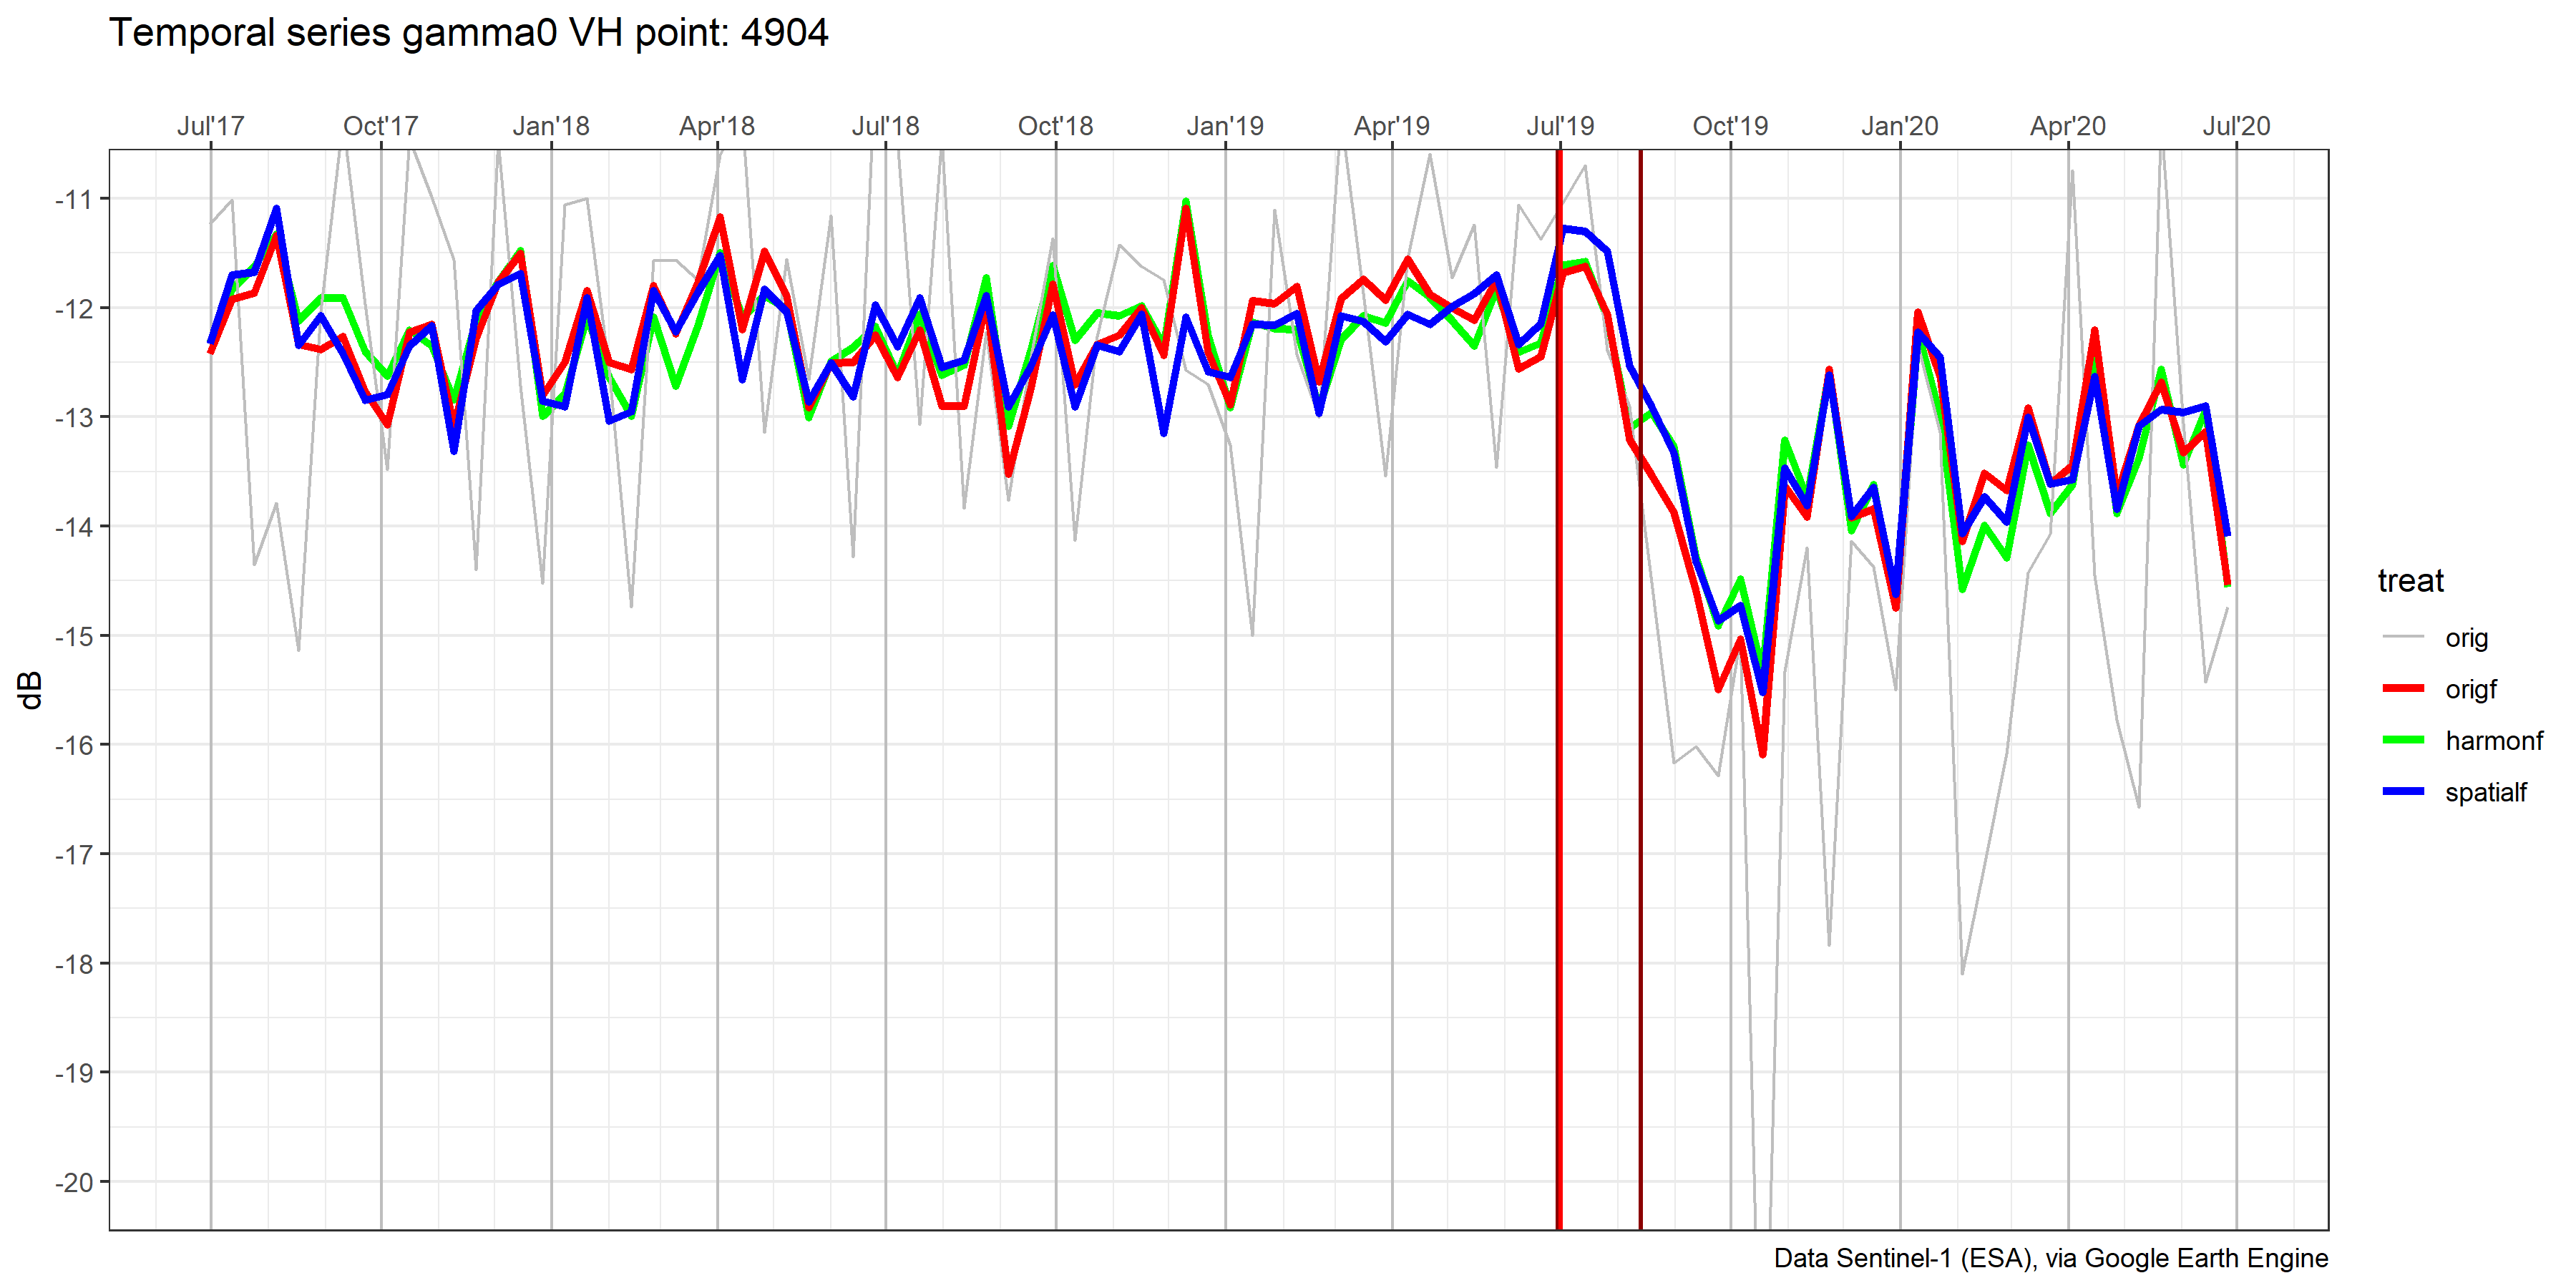 Temporal series gamma0 VH point: 4904
Jul'17 Oct'17 Jan'18 Apr'18 Jul'18 Oct'18 Jan'19 Apr'19 Jul'19 Oct'19 Jan'20 Apr'20 Jul'20
-11
-12
-13
-14
-15
-16
-17
-18
-19
-20
dB
treat
orig
origf
harmonf
spatialf
Data Sentinel-1 (ESA), via Google Earth Engine